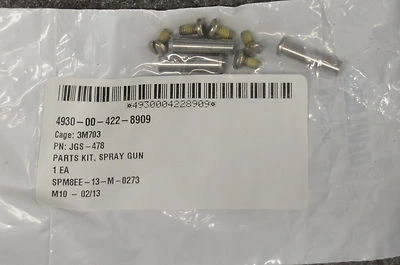 *4930004228909*
4930-00-422-8909
Cage: 3M703
PN: JGS-478
PARTS KIT, SPRAY GUN
1 EA
SPM8EE-13-M-0273
M10 - 02/13